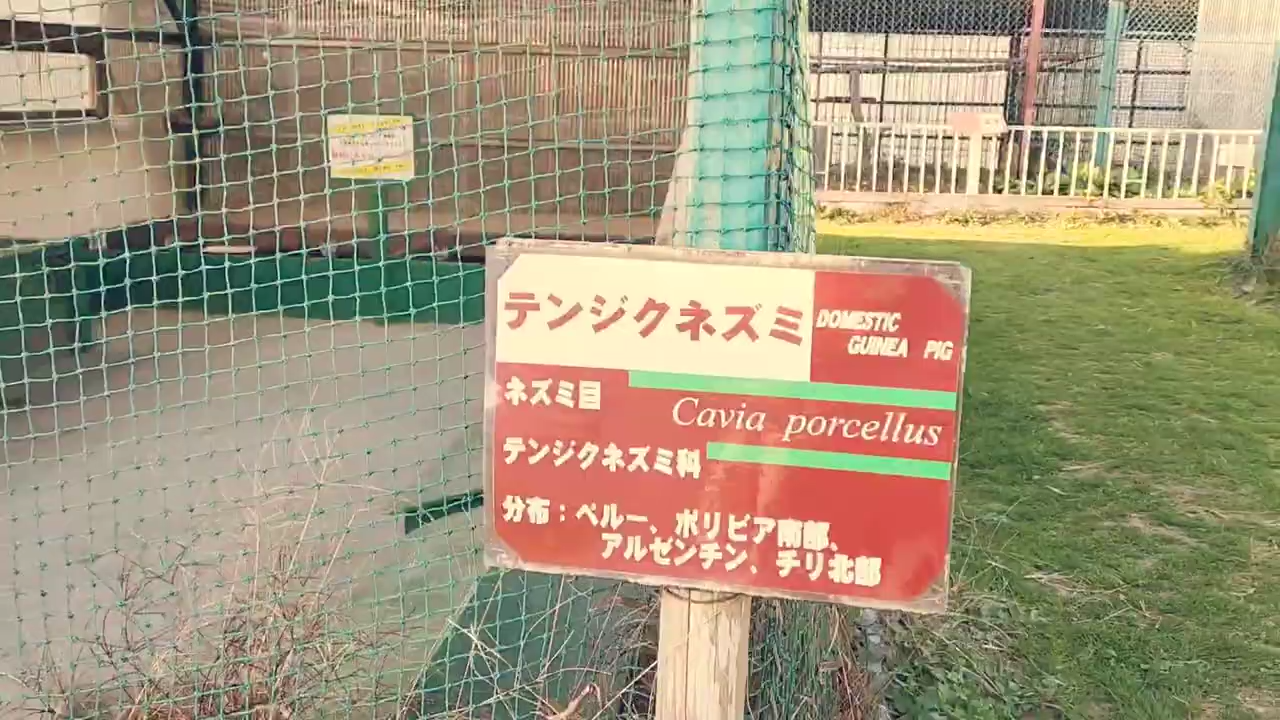 テンジクネズミ
DOMESTIC
GUINEA PIG
ネズミ目
Cavia porcellus
テンジクネズミ科
分布：ペルー、ボリビア南部、
アルゼンチン、チリ北部